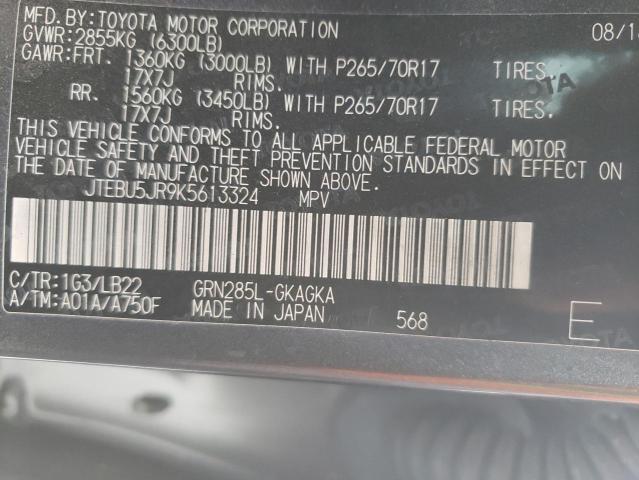 MFD.BY:TOYOTA MOTOR CORPORATION 08/18
GVWR:2855KG (6300LB)
GAWR:FRT. 1360KG (3000LB) WITH P265/70R17 TIRES.
17X7J RIMS.
RR. 1560KG (3450LB) WITH P265/70R17 TIRES.
17X7J RIMS.
THIS VEHICLE CONFORMS TO ALL APPLICABLE FEDERAL MOTOR
VEHICLE SAFETY AND THEFT PREVENTION STANDARDS IN EFFECT ON
THE DATE OF MANUFACTURE SHOWN ABOVE.
JTEBU5JR9K5613324 MPV
C/TR:1G3/LB22 GRN285L-GKAGKA
A/TM:A01A/A750F MADE IN JAPAN 568 E